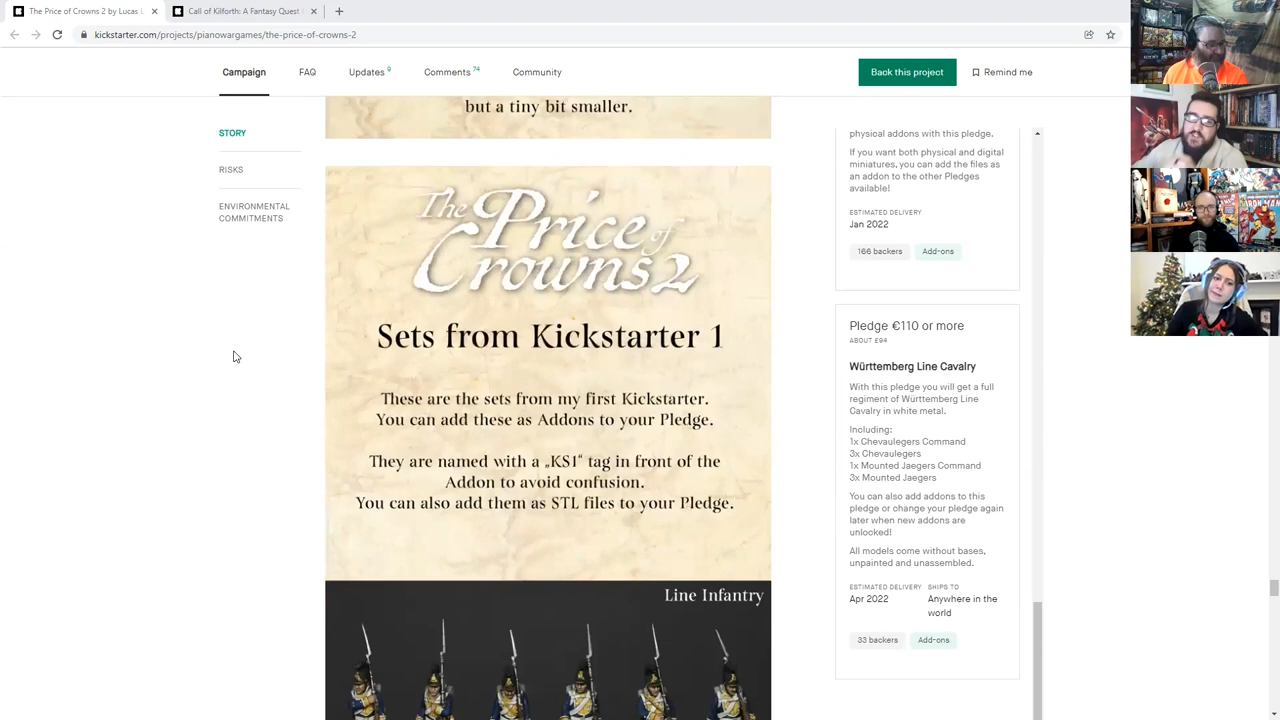 The Price of Crowns 2 by Lucas L
Call of Kilforth: A Fantasy Quest
kickstarter.com/projects/pianowargames/the-price-of-crowns-2
Campaign
FAQ
Updates 9
Comments 74
Community
Back this project
Remind me
STORY
RISKS
ENVIRONMENTAL
COMMITMENTS
but a tiny bit smaller.
The Price of
Crowns 2
Sets from Kickstarter 1
These are the sets from my first Kickstarter.
You can add these as Addons to your Pledge.
They are named with a „KS1“ tag in front of the
Addon to avoid confusion.
You can also add them as STL files to your Pledge.
Line Infantry
physical addons with this pledge.
If you want both physical and digital
miniatures, you can add the files as
an addon to the other Pledges
available!
ESTIMATED DELIVERY
Jan 2022
166 backers
Add-ons
Pledge €110 or more
ABOUT £94
Württemberg Line Cavalry
With this pledge you will get a full
regiment of Württemberg Line
Cavalry in white metal.
Including:
1x Chevaulegers Command
3x Chevaulegers
1x Mounted Jaegers Command
3x Mounted Jaegers
You can also add addons to this
pledge or change your pledge again
later when new addons are
unlooked!
All models come without bases,
unpainted and unassembled.
ESTIMATED DELIVERY
Apr 2022
SHIPS TO
Anywhere in the
world
33 backers
Add-ons